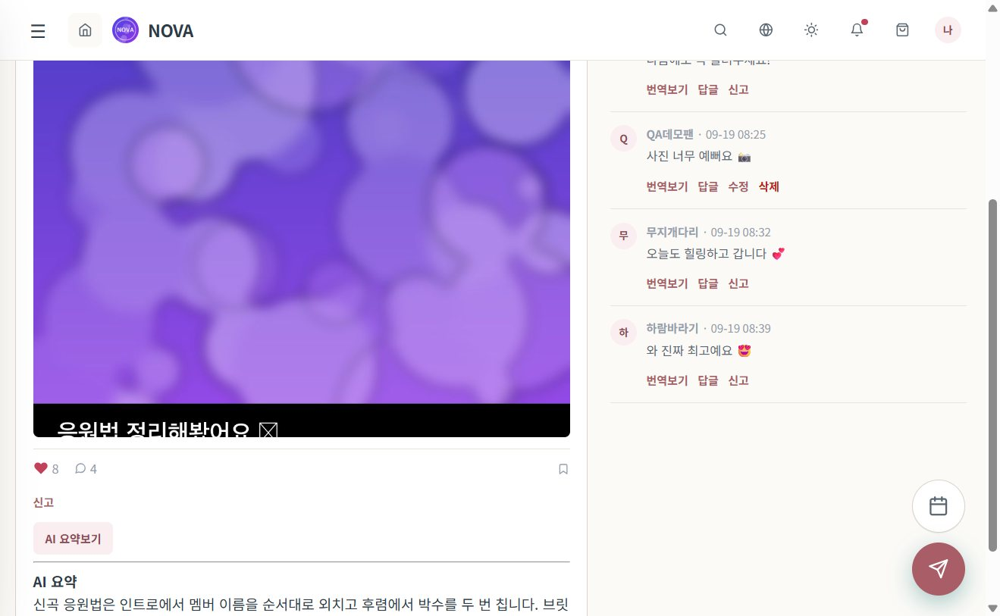 NOVA
NOVA
나
응원법 정리해봤어요
8
4
신고
AI 요약보기
AI 요약
신곡 응원법은 인트로에서 멤버 이름을 순서대로 외치고 후렴에서 박수를 두 번 칩니다. 브릿
번역보기 답글 신고
Q
QA데모팬 · 09-19 08:25
사진 너무 예뻐요 📸
번역보기 답글 수정 삭제
무
무지개다리 · 09-19 08:32
오늘도 힐링하고 갑니다 💕
번역보기 답글 신고
하
하람바라기 · 09-19 08:39
와 진짜 최고예요 😍
번역보기 답글 신고